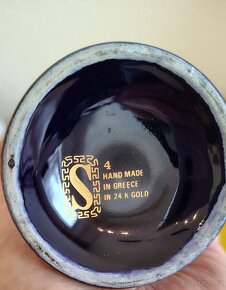 4
HAND MADE
IN GREECE
IN 24 K GOLD
S